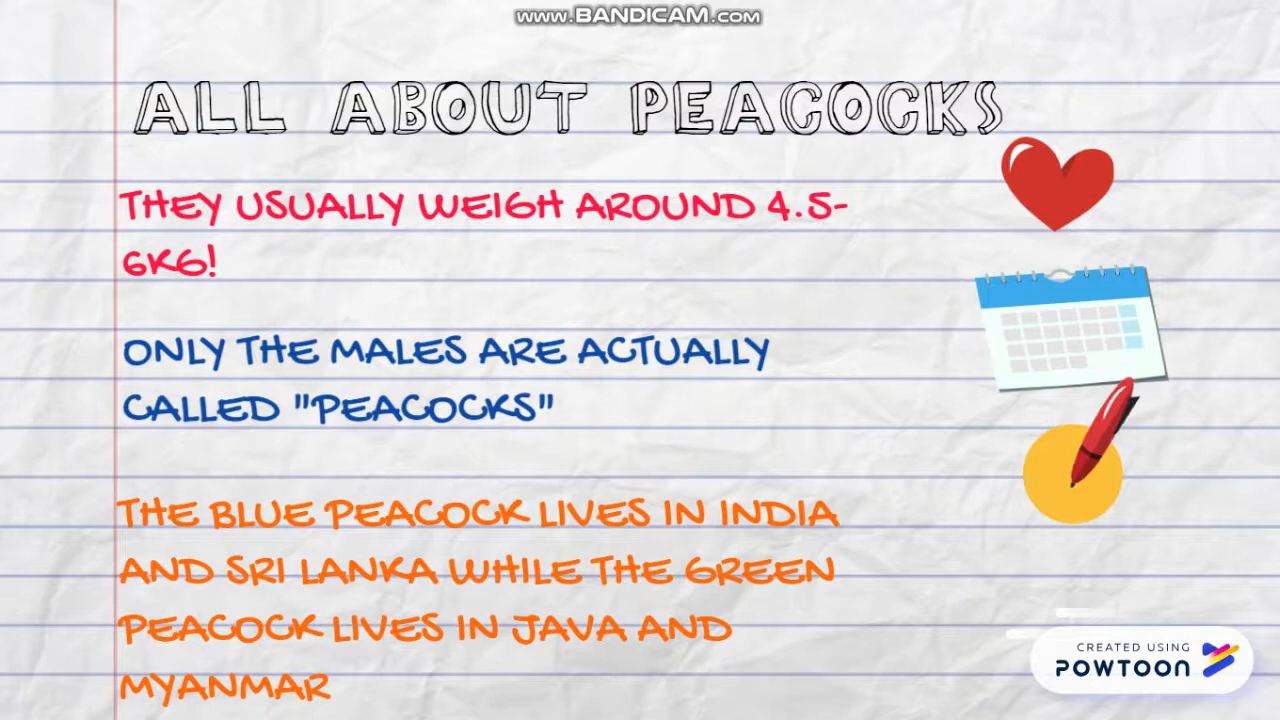 www.BANDICAM.com
ALL ABOUT PEACOCKS
THEY USUALLY WEIGH AROUND 4.5-
6KG!
ONLY THE MALES ARE ACTUALLY
CALLED "PEACOCKS"
THE BLUE PEACOCK LIVES IN INDIA
AND SRI LANKA WHILE THE GREEN
PEACOCK LIVES IN JAVA AND
MYANMAR
CREATED USING
POWTOON